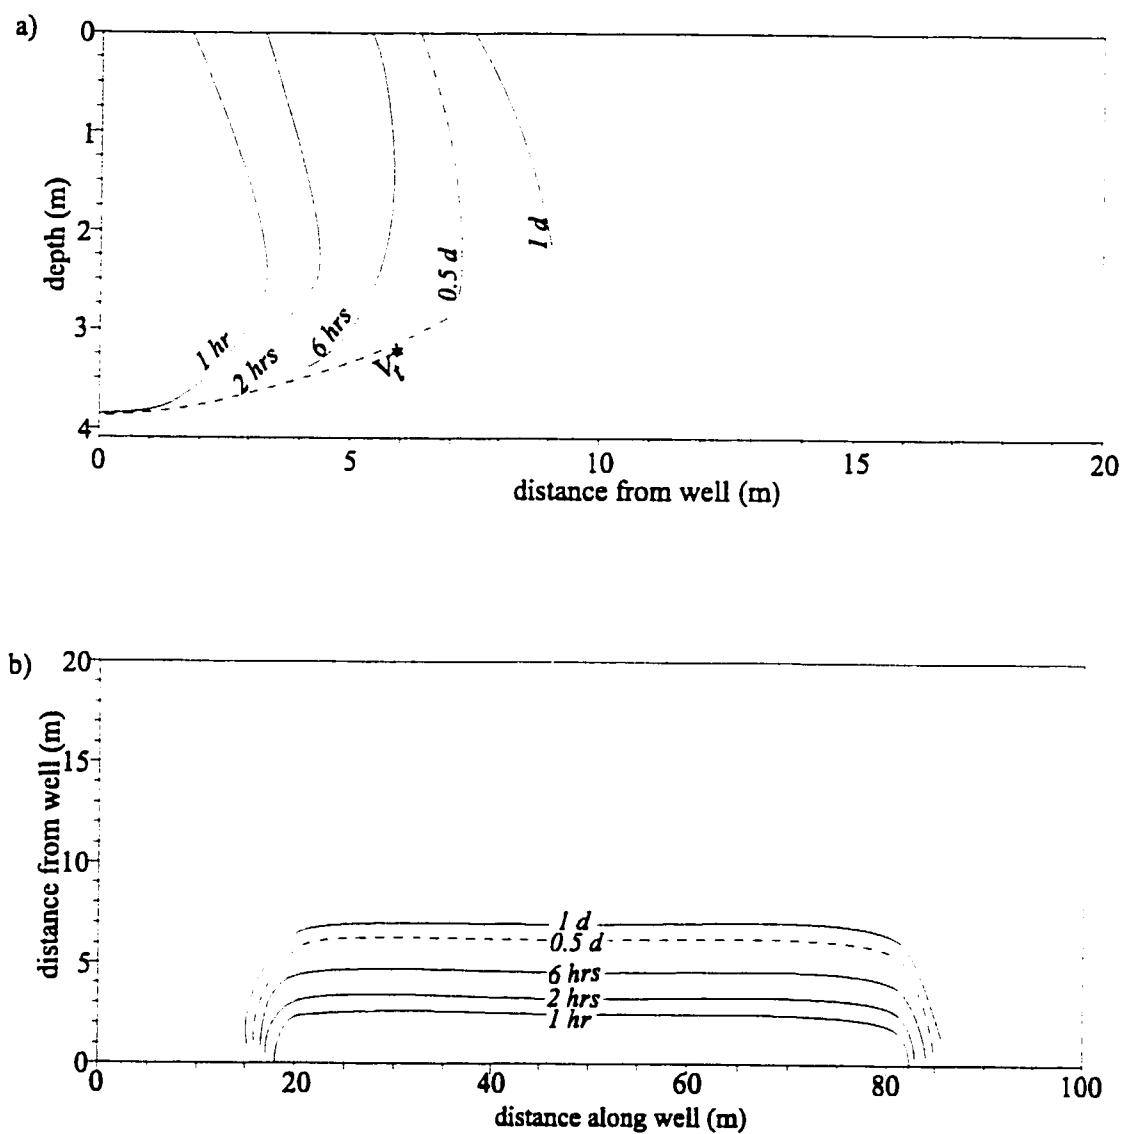 a)
0
1
2
3
4
depth (m)
1 hr
2 hrs
6 hrs
V*t
0.5 d
1 d
0 5 10 15 20
distance from well (m)
b)
20
15
10
5
0
distance from well (m)
1 d
0.5 d
6 hrs
2 hrs
1 hr
0 20 40 60 80 100
distance along well (m)